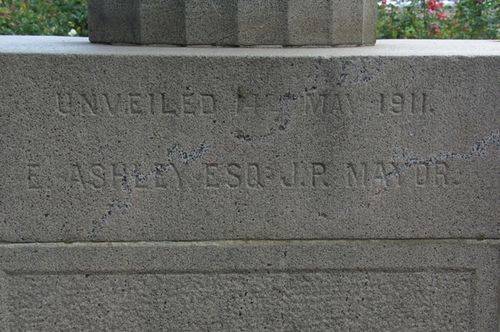 UNVEILED MAY 1911.
E. ASHLEY ESQ. J.P. MAYOR.